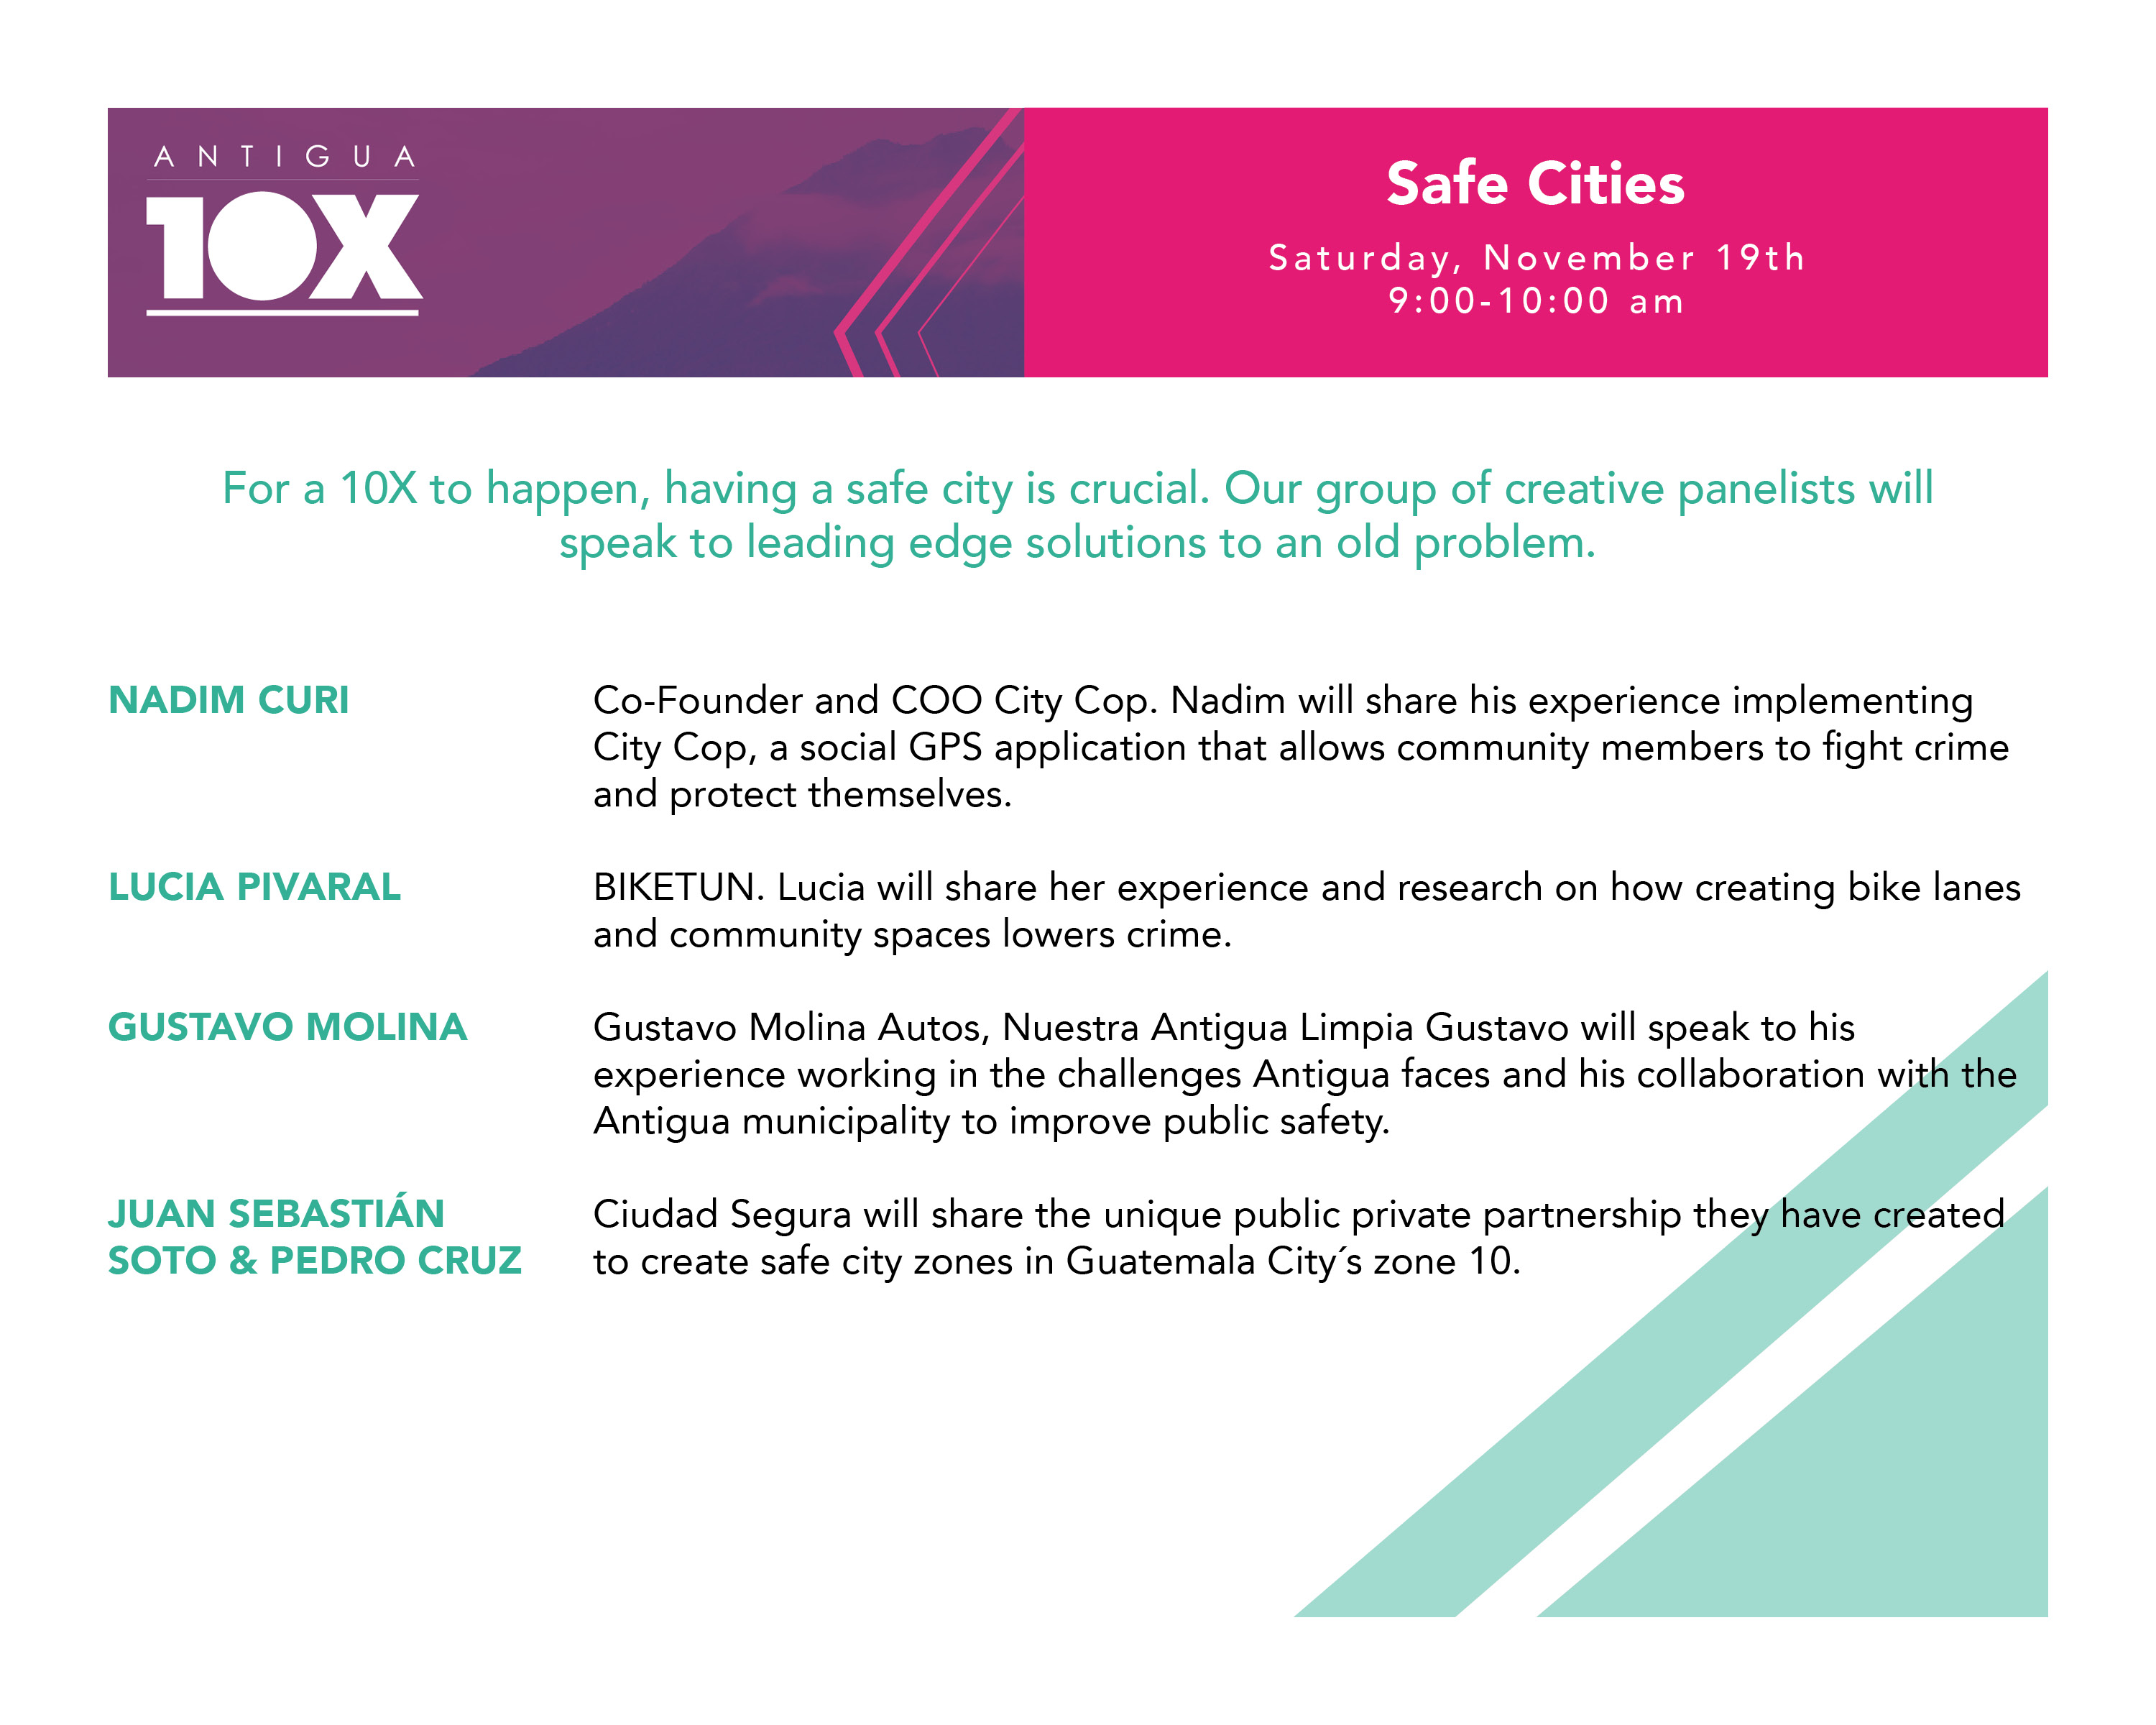 ANTIGUA
10X
Safe Cities
Saturday, November 19th
9:00-10:00 am
For a 10X to happen, having a safe city is crucial. Our group of creative panelists will
speak to leading edge solutions to an old problem.
NADIM CURI
Co-Founder and COO City Cop. Nadim will share his experience implementing
City Cop, a social GPS application that allows community members to fight crime
and protect themselves.
LUCIA PIVARAL
BIKETUN. Lucia will share her experience and research on how creating bike lanes
and community spaces lowers crime.
GUSTAVO MOLINA
Gustavo Molina Autos, Nuestra Antigua Limpia Gustavo will speak to his
experience working in the challenges Antigua faces and his collaboration with the
Antigua municipality to improve public safety.
JUAN SEBASTIÁN
SOTO & PEDRO CRUZ
Ciudad Segura will share the unique public private partnership they have created
to create safe city zones in Guatemala City´s zone 10.